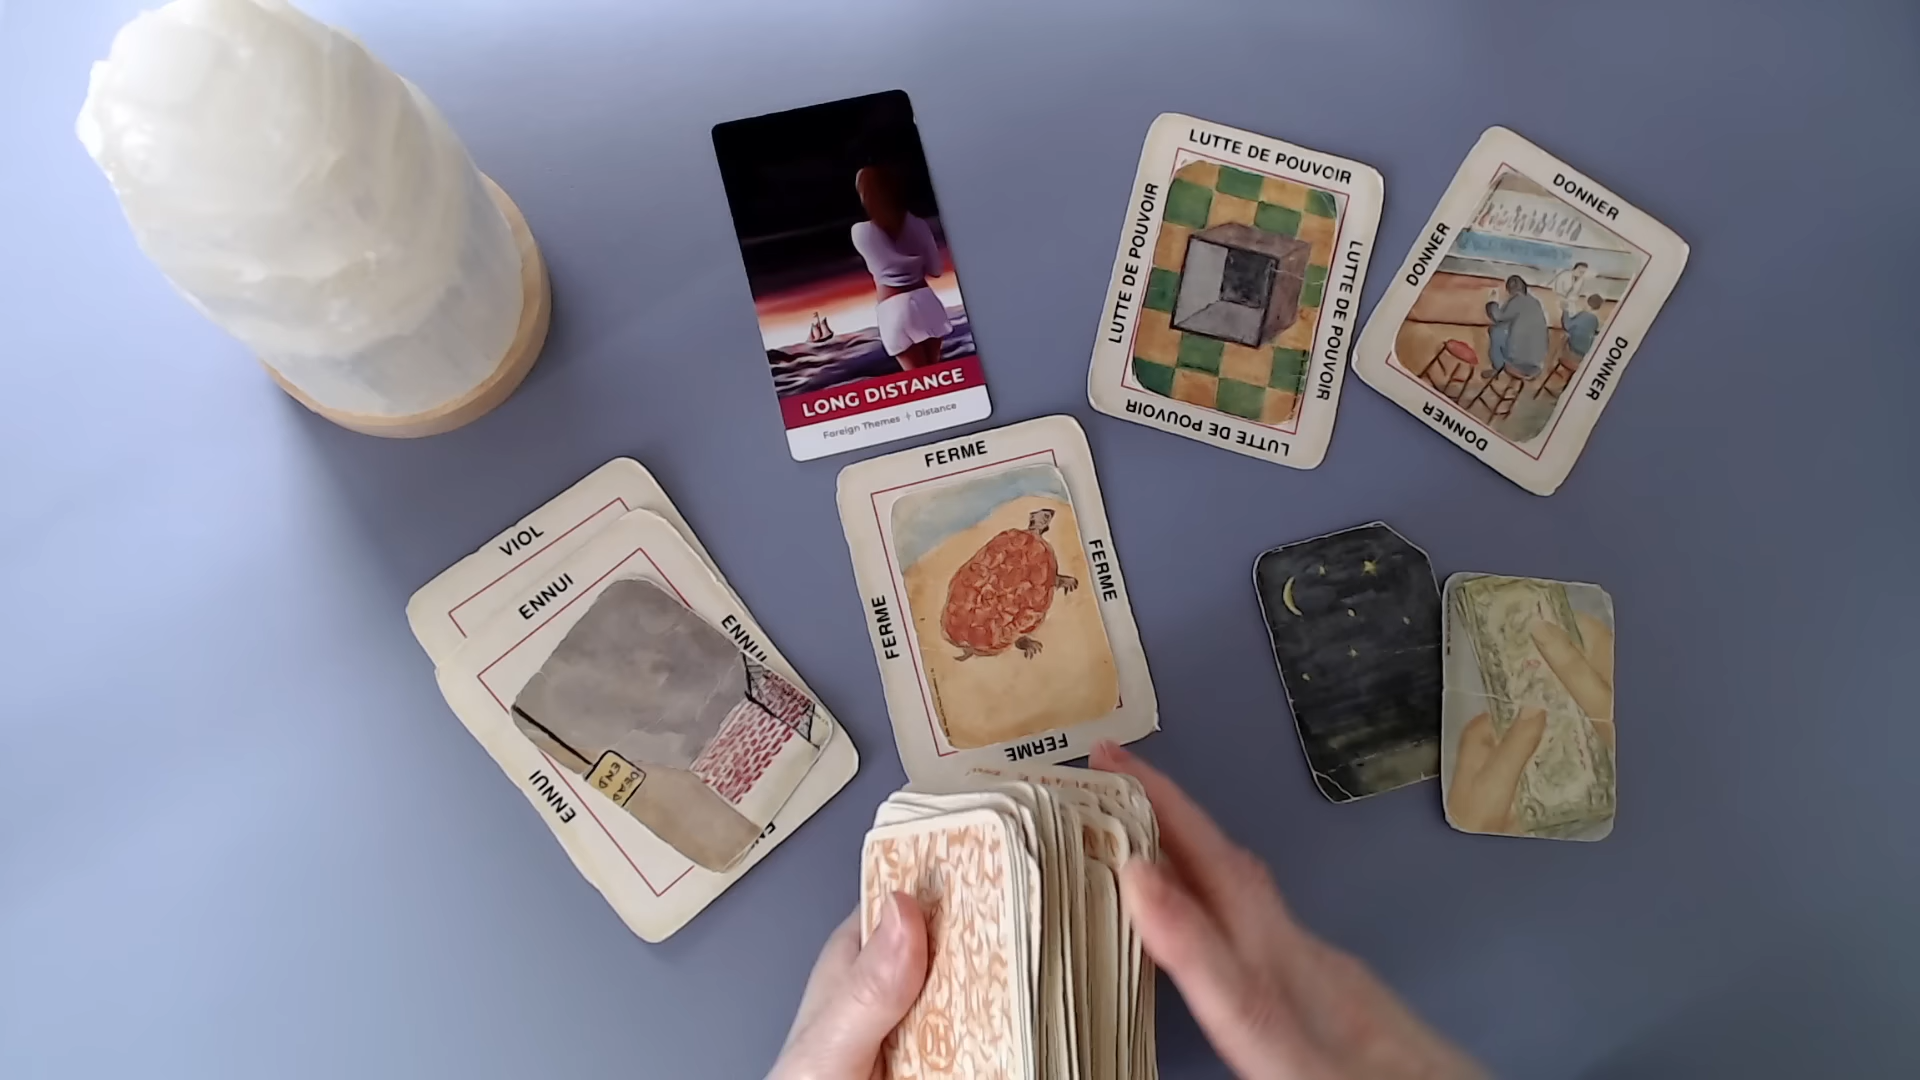 LONG DISTANCE
Foreign Themes + Distance
LUTTE DE POUVOIR
LUTTE DE POUVOIR
LUTTE DE POUVOIR
LUTTE DE POUVOIR
DONNER
DONNER
DONNER
DONNER
FERME
FERME
FERME
FERME
VIOL
ENNUI
ENNUI
ENNUI
DEAD
END
OH